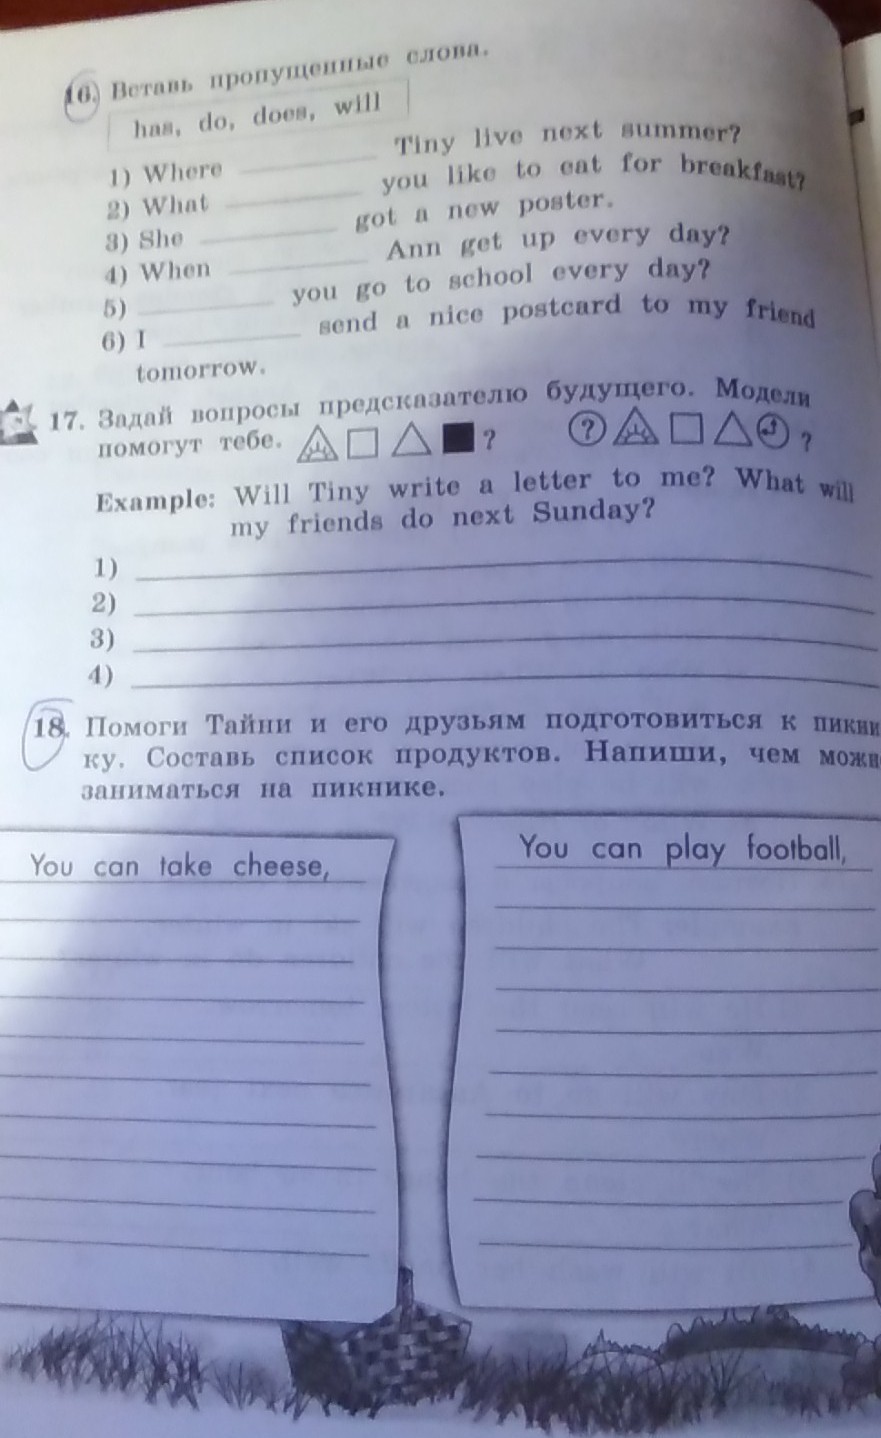 16. Вставь пропущенные слова.
has, do, does, will
1) Where ________ Tiny live next summer?
2) What ________ you like to eat for breakfast?
3) She ________ got a new poster.
4) When ________ Ann get up every day?
5) ________ you go to school every day?
6) I ________ send a nice postcard to my friend
tomorrow.
17. Задай вопросы предсказателю будущего. Модели
помогут тебе. ? ? ?
Example: Will Tiny write a letter to me? What will
my friends do next Sunday?
1)
2)
3)
4)
18. Помоги Тайни и его друзьям подготовиться к пикни
ку. Составь список продуктов. Напиши, чем можн
заниматься на пикнике.
You can take cheese,
You can play football,